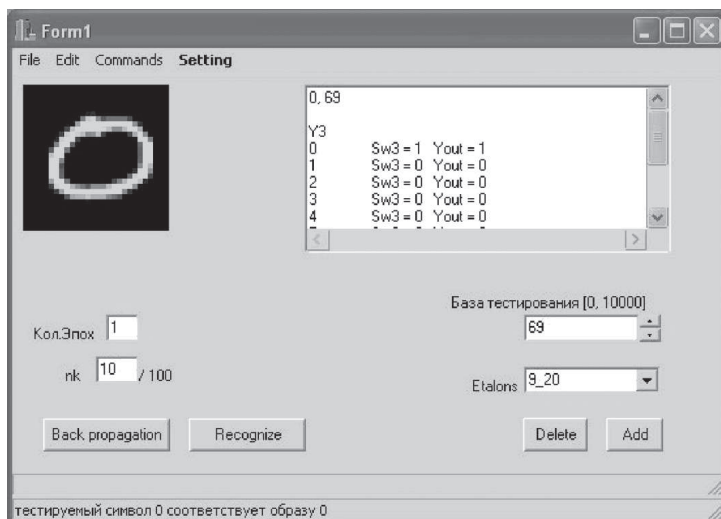 Form1
File Edit Commands Setting
0, 69
Y3
0 Sw3 = 1 Yout = 1
1 Sw3 = 0 Yout = 0
2 Sw3 = 0 Yout = 0
3 Sw3 = 0 Yout = 0
4 Sw3 = 0 Yout = 0
База тестирования [0, 10000]
69
Кол.Эпох 1
nk 10 / 100
Etalons 9_20
Back propagation Recognize Delete Add
тестируемый символ 0 соответствует образу 0